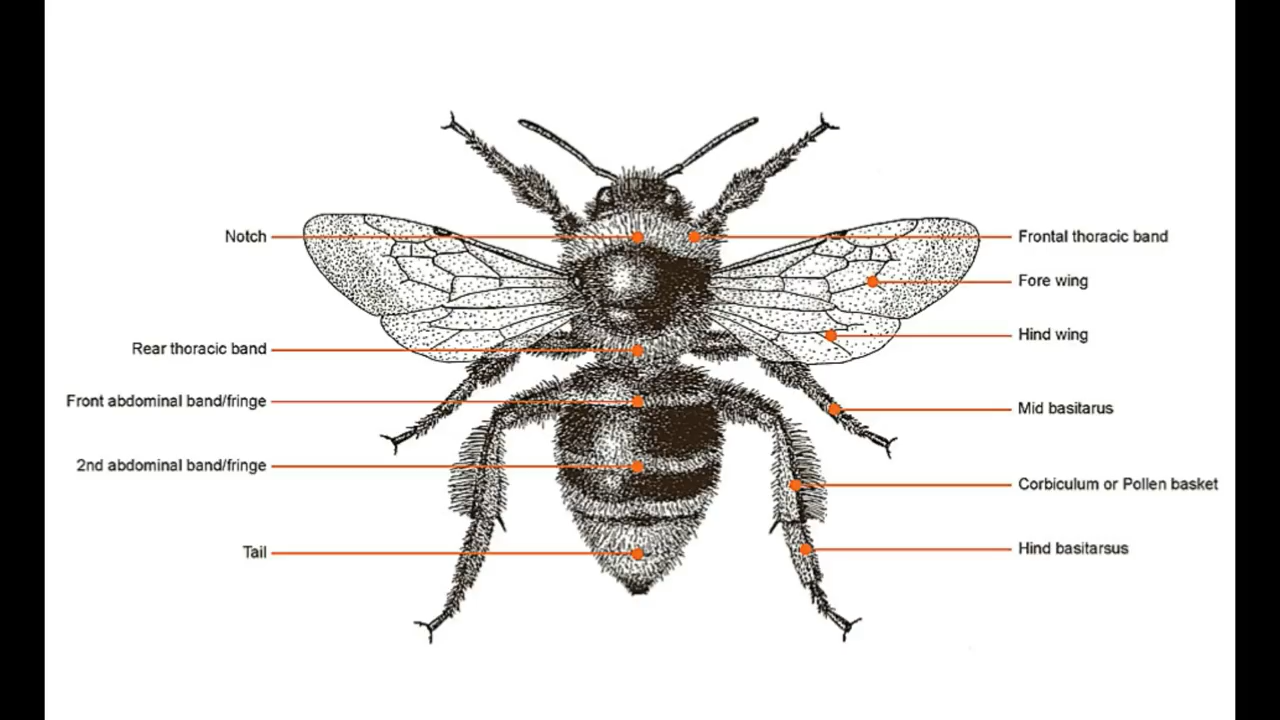 Notch
Frontal thoracic band
Fore wing
Hind wing
Rear thoracic band
Front abdominal band/fringe
Mid basitarus
2nd abdominal band/fringe
Corbiculum or Pollen basket
Tail
Hind basitarsus